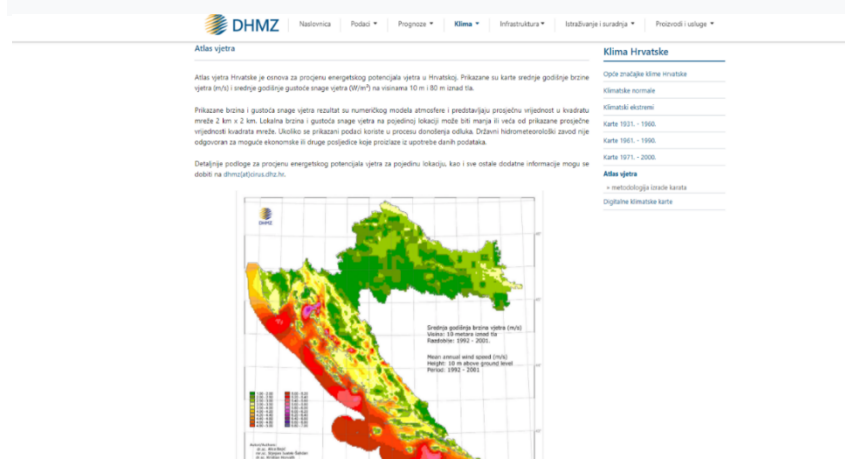 DHMZ
Naslovnica
Podaci
Prognoze
Klima
Infrastruktura
Istraživanje i suradnja
Proizvodi i usluge
Atlas vjetra
Atlas vjetra Hrvatske je osnova za procjenu energetskog potencijala vjetra u Hrvatskoj. Prikazane su karte srednje godišnje brzine
vjetra (m/s) i srednje godišnje gustoće snage vjetra (W/m²) na visinama 10 m i 80 m iznad tla.
Prikazane brzina i gustoća snage vjetra rezultat su numeričkog modela atmosfere i predstavljaju prosječnu vrijednost u kvadratu
mreže 2 km x 2 km. Lokalna brzina i gustoća snage vjetra na pojedinoj lokaciji može biti manja ili veća od prikazane prosječne
vrijednosti kvadrata mreže. Ukoliko se prikazani podaci koriste u procesu donošenja odluka, Državni hidrometeorološki zavod nije
odgovoran za moguće ekonomske ili druge posljedice koje proizlaze iz upotrebe danih podataka.
Detaljnije podloge za procjenu energetskog potencijala vjetra za pojedinu lokaciju, kao i sve ostale dodatne informacije mogu se
dobiti na dhmz(at)cirus.dhz.hr.
Klima Hrvatske
Opće značajke klime Hrvatske
Klimatske normale
Klimatski ekstremi
Karte 1931. - 1960.
Karte 1961. - 1990.
Karte 1971. - 2000.
Atlas vjetra
» metodologija izrade karata
Digitalne klimatske karte
DHMZ
Srednja godišnja brzina vjetra (m/s)
Visina: 10 metara iznad tla
Razdoblje: 1992 - 2001.
Mean annual wind speed (m/s)
Height: 10 m above ground level
Period: 1992 - 2001